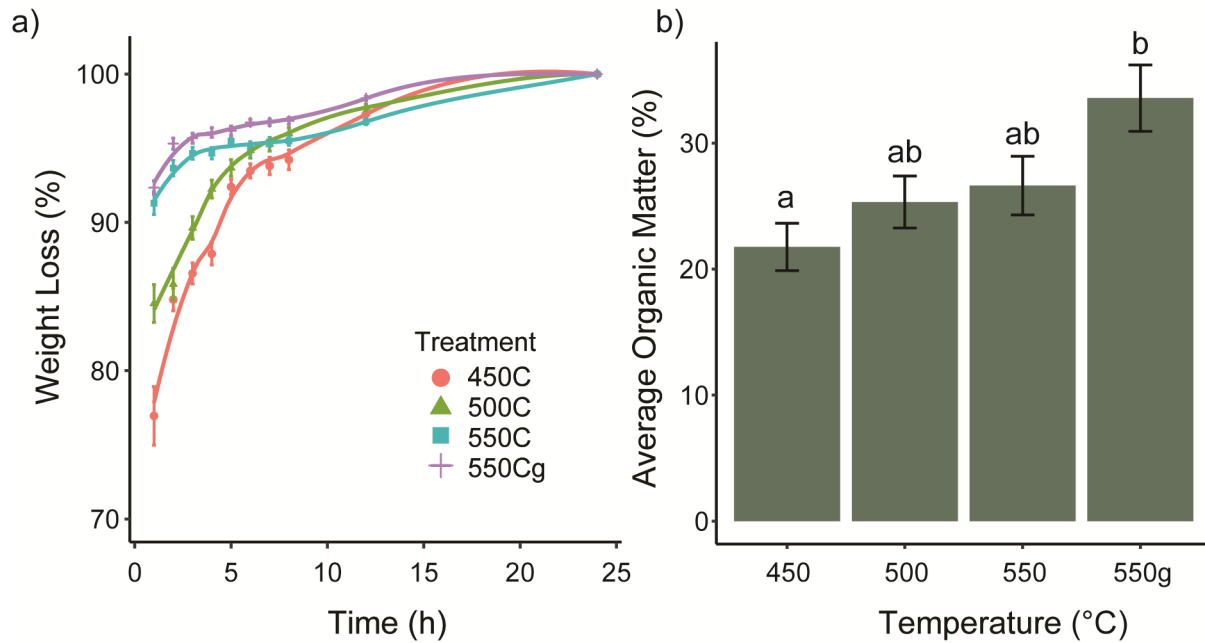 a)
100
90
80
70
Weight Loss (%)
0 5 10 15 20 25
Time (h)
Treatment
450C
500C
550C
550Cg
b)
30
20
10
0
Average Organic Matter (%)
a
ab
ab
b
450 500 550 550g
Temperature (°C)